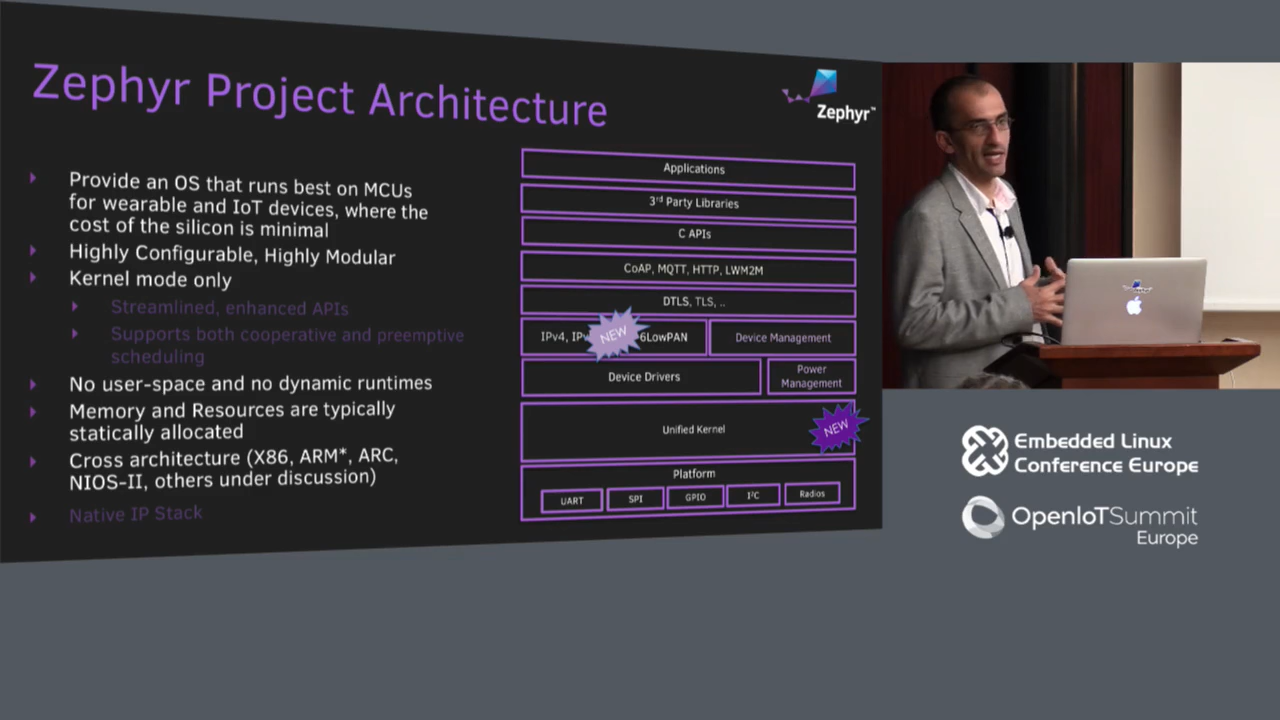 Zephyr Project Architecture
Zephyr™
Provide an OS that runs best on MCUs
for wearable and IoT devices, where the
cost of the silicon is minimal
Highly Configurable, Highly Modular
Kernel mode only
Streamlined, enhanced APIs
Supports both cooperative and preemptive
scheduling
No user-space and no dynamic runtimes
Memory and Resources are typically
statically allocated
Cross architecture (X86, ARM*, ARC,
NIOS-II, others under discussion)
Native IP Stack
Applications
3rd Party Libraries
C APIs
CoAP, MQTT, HTTP, LWM2M
DTLS, TLS, ..
IPv4, NEW 6LowPAN
Device Management
Device Drivers
Power
Management
Unified Kernel
NEW
Platform
UART
SPI
GPIO
I²C
Radios
Embedded Linux
Conference Europe
OpenIoTSummit
Europe